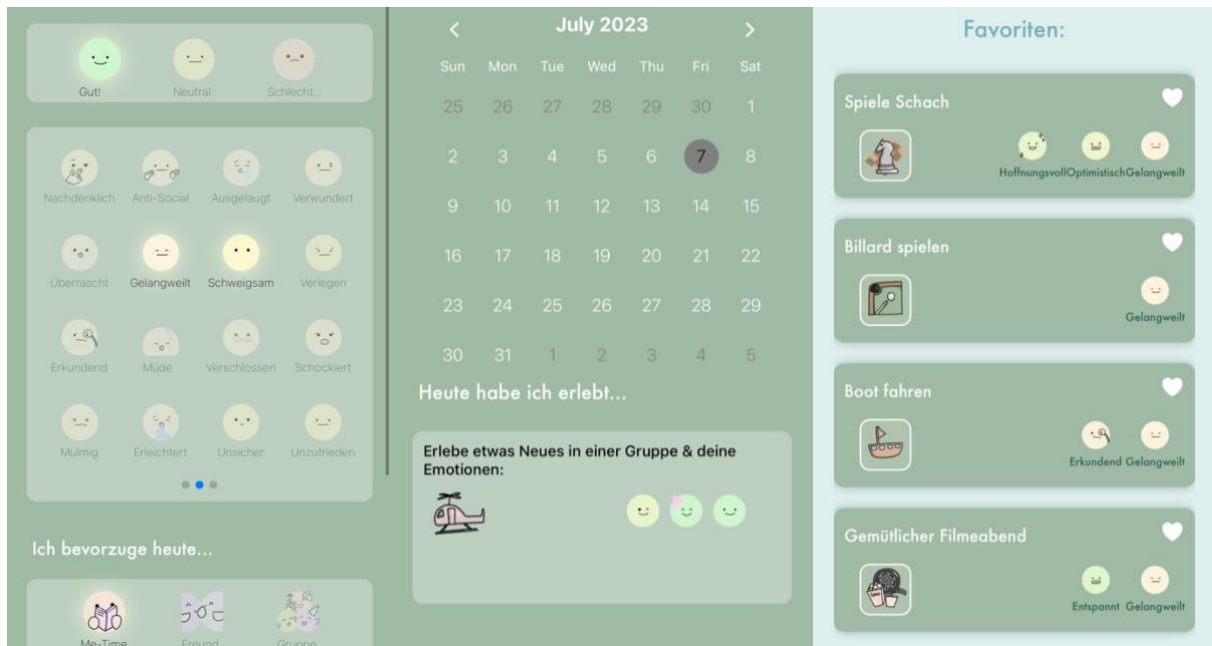 Gut!
Neutral..
Schlecht...
Nachdenklich Anti-Social Ausgelaugt Verwundert
Überrascht Gelangweilt Schweigsam Verlegen
Erkundend Müde Verschlossen Schockiert
Mulmig Erleichtert Unsicher Unzufrieden
Ich bevorzuge heute...
Me-Time Freund Gruppe
July 2023
Sun Mon Tue Wed Thu Fri Sat
25 26 27 28 29 30 1
2 3 4 5 6 7 8
9 10 11 12 13 14 15
16 17 18 19 20 21 22
23 24 25 26 27 28 29
30 31 1 2 3 4 5
Heute habe ich erlebt...
Erlebe etwas Neues in einer Gruppe & deine
Emotionen:
Favoriten:
Spiele Schach
Hoffnungsvoll Optimistisch Gelangweilt
Billard spielen
Gelangweilt
Boot fahren
Erkundend Gelangweilt
Gemütlicher Filmeabend
Entspannt Gelangweilt